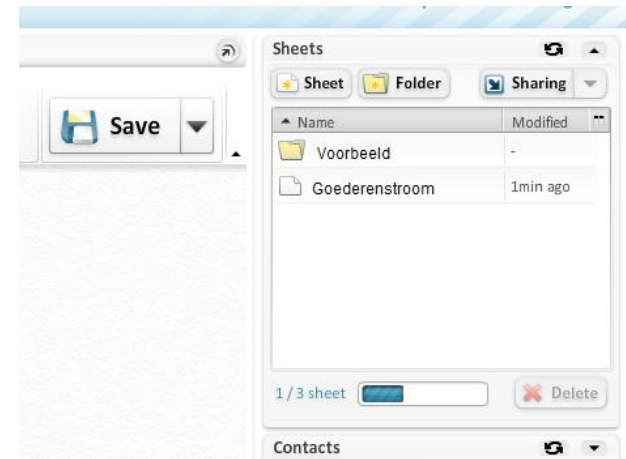 Sheets
Sheet Folder Sharing
Save
Name Modified
Voorbeeld -
Goederenstroom 1min ago
1 / 3 sheet Delete
Contacts